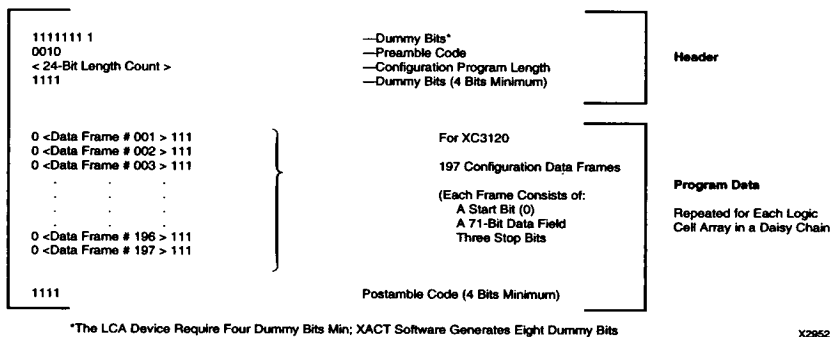 1111111 1 —Dummy Bits*
0010 —Preamble Code
< 24-Bit Length Count > —Configuration Program Length
1111 —Dummy Bits (4 Bits Minimum)
Header
0 <Data Frame # 001 > 111
0 <Data Frame # 002 > 111
0 <Data Frame # 003 > 111
. . .
. . .
. . .
. . .
0 <Data Frame # 196 > 111
0 <Data Frame # 197 > 111
For XC3120
197 Configuration Data Frames
(Each Frame Consists of:
A Start Bit (0)
A 71-Bit Data Field
Three Stop Bits
Program Data
Repeated for Each Logic
Cell Array in a Daisy Chain
1111 Postamble Code (4 Bits Minimum)
*The LCA Device Require Four Dummy Bits Min; XACT Software Generates Eight Dummy Bits
X2952